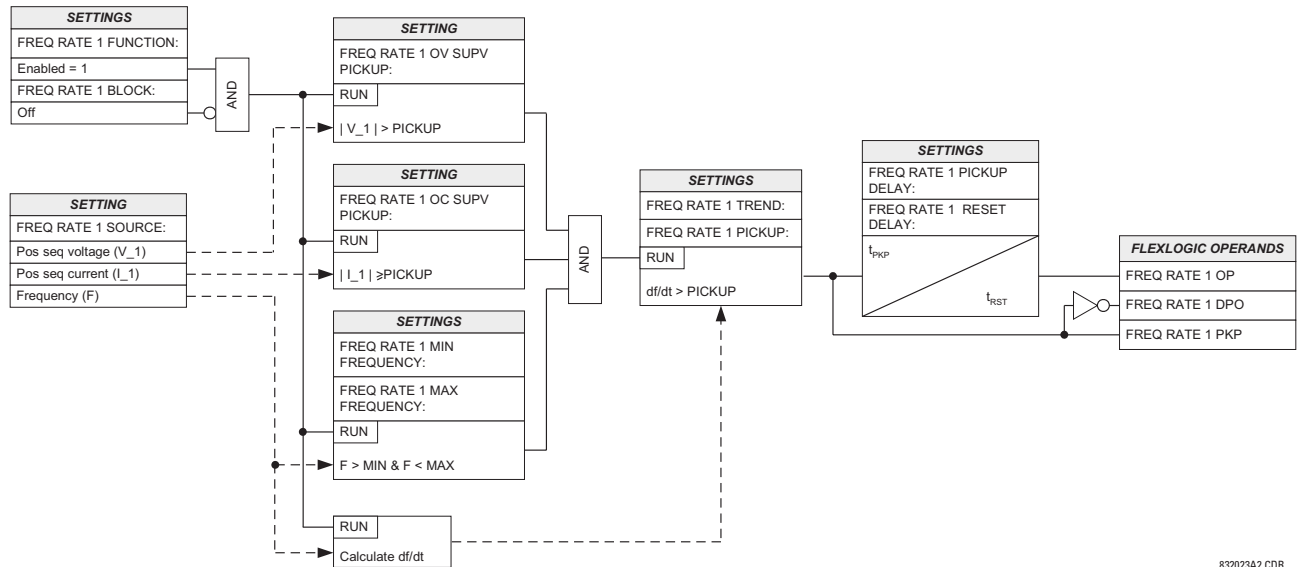 SETTINGS
FREQ RATE 1 FUNCTION:
Enabled = 1
FREQ RATE 1 BLOCK:
Off
AND
SETTING
FREQ RATE 1 SOURCE:
Pos seq voltage (V_1)
Pos seq current (I_1)
Frequency (F)
SETTING
FREQ RATE 1 OV SUPV
PICKUP:
RUN
| V_1 | > PICKUP
SETTING
FREQ RATE 1 OC SUPV
PICKUP:
RUN
| I_1 | ≥PICKUP
SETTINGS
FREQ RATE 1 MIN
FREQUENCY:
FREQ RATE 1 MAX
FREQUENCY:
RUN
F > MIN & F < MAX
RUN
Calculate df/dt
AND
SETTINGS
FREQ RATE 1 TREND:
FREQ RATE 1 PICKUP:
RUN
df/dt > PICKUP
SETTINGS
FREQ RATE 1 PICKUP
DELAY:
FREQ RATE 1 RESET
DELAY:
tPKP
tRST
FLEXLOGIC OPERANDS
FREQ RATE 1 OP
FREQ RATE 1 DPO
FREQ RATE 1 PKP
832023A2.CDR